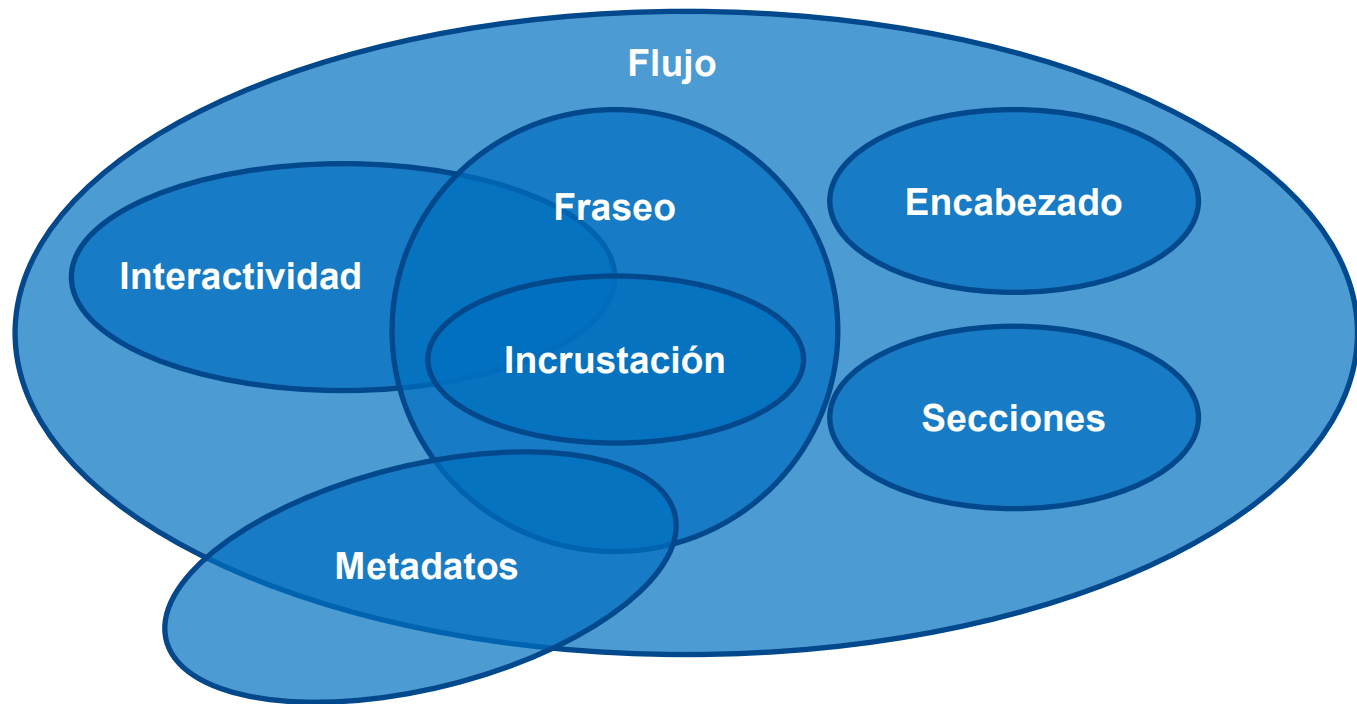 Flujo
Fraseo
Encabezado
Interactividad
Incrustación
Secciones
Metadatos